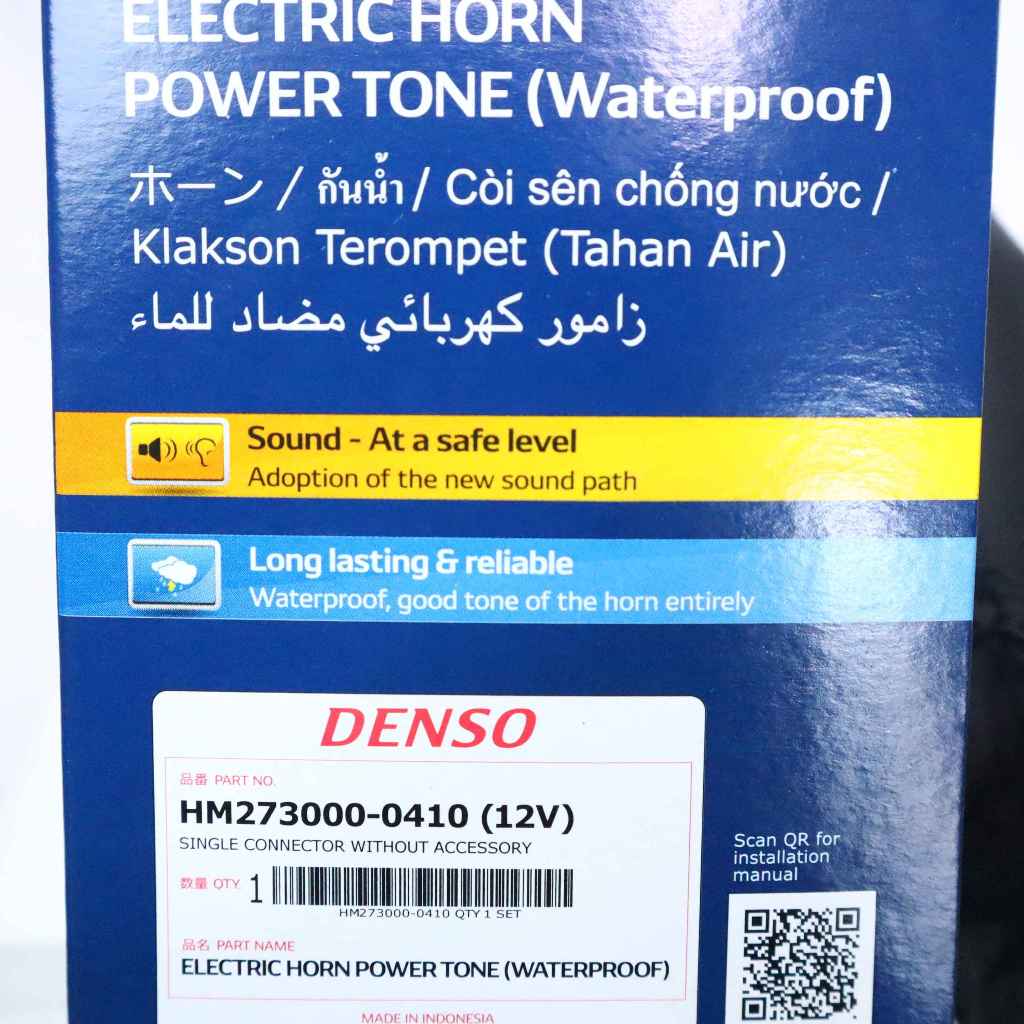 ELECTRIC HORN
POWER TONE (Waterproof)
ホーン / กันน้ำ / Còi sên chống nước /
Klakson Terompet (Tahan Air)
زامور كهربائي مضاد للماء
Sound - At a safe level
Adoption of the new sound path
Long lasting & reliable
Waterproof, good tone of the horn entirely
DENSO
品番 PART NO.
HM273000-0410 (12V)
SINGLE CONNECTOR WITHOUT ACCESSORY
数量 QTY. 1
HM273000-0410 QTY 1 SET
品名 PART NAME
ELECTRIC HORN POWER TONE (WATERPROOF)
MADE IN INDONESIA
Scan QR for
installation
manual